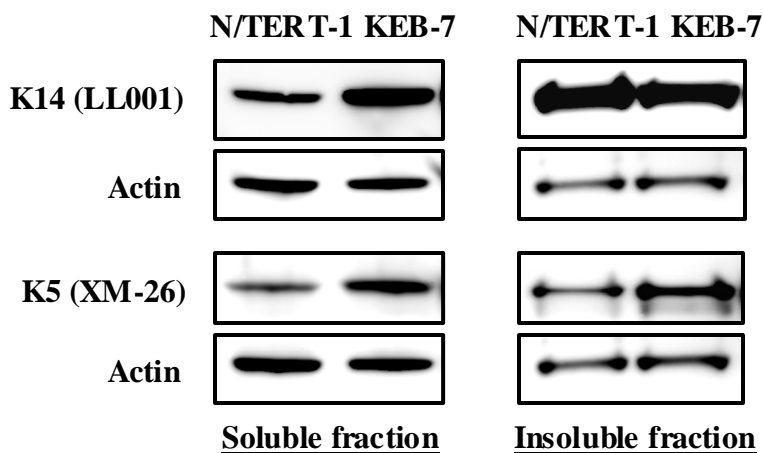 N/TERT-1 KEB-7 N/TERT-1 KEB-7
K14 (LL001)
Actin
K5 (XM-26)
Actin
Soluble fraction Insoluble fraction